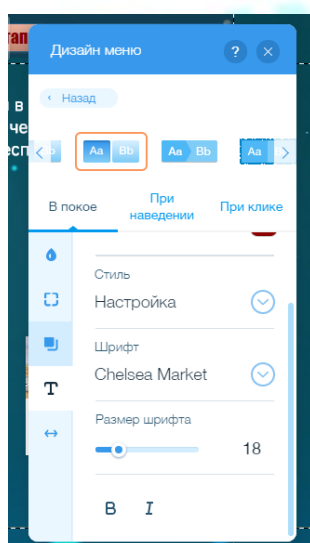 Дизайн меню ? ×
‹ Назад
Aa Bb Aa Bb Aa
В покое При наведении При клике
Стиль
Настройка
Шрифт
Chelsea Market
Размер шрифта
18
B I